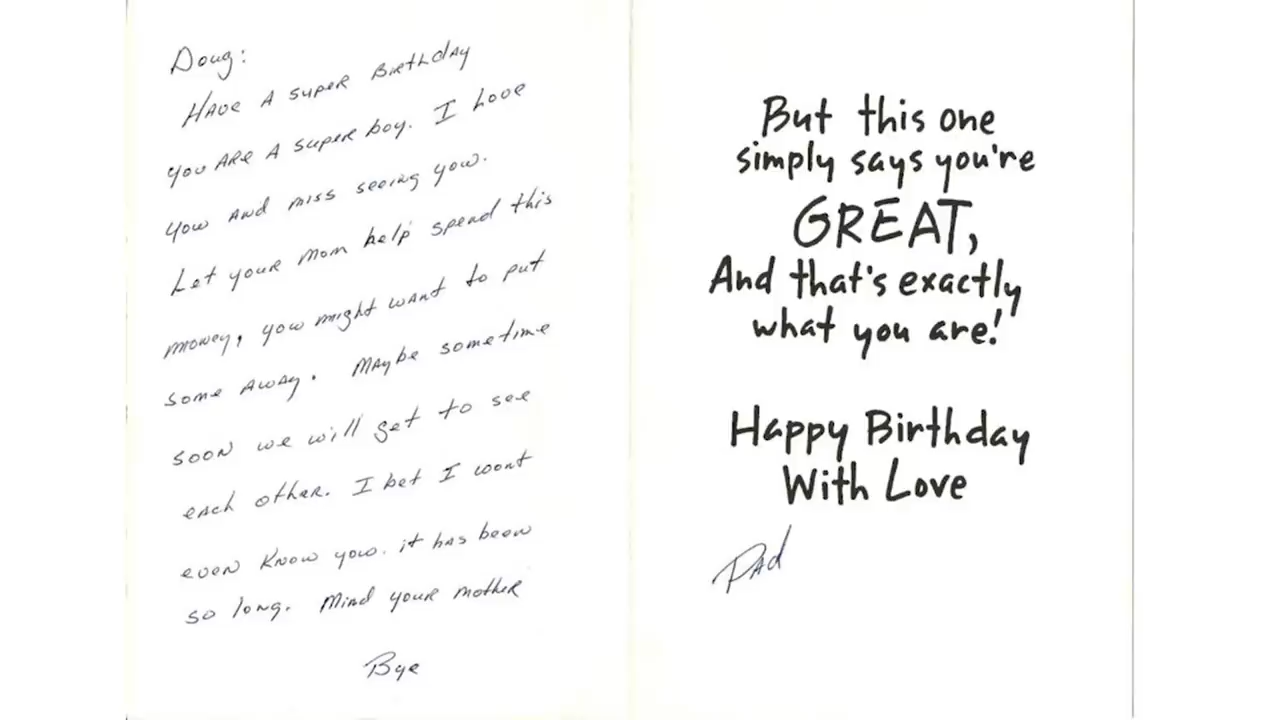 Doug:
Have a super Birthday
you are a super boy. I love
you and miss seeing you.
Let your mom help spend this
money, you might want to put
some away. Maybe sometime
soon we will get to see
each other. I bet I wont
even know you. it has been
so long. Mind your mother
Bye
But this one
simply says you're
GREAT,
And that's exactly
what you are!
Happy Birthday
With Love
Dad